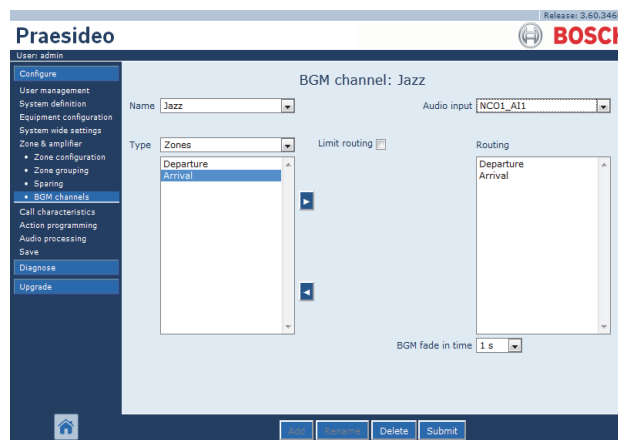 Release: 3.60.346
Praesideo
BOSCH
User: admin
Configure
User management
System definition
Equipment configuration
System wide settings
Zone & amplifier
• Zone configuration
• Zone grouping
• Sparing
• BGM channels
Call characteristics
Action programming
Audio processing
Save
Diagnose
Upgrade
BGM channel: Jazz
Name Jazz
Audio input NCO1_AI1
Type Zones
Limit routing
Routing
Departure
Arrival
Departure
Arrival
BGM fade in time 1 s
Add Rename Delete Submit